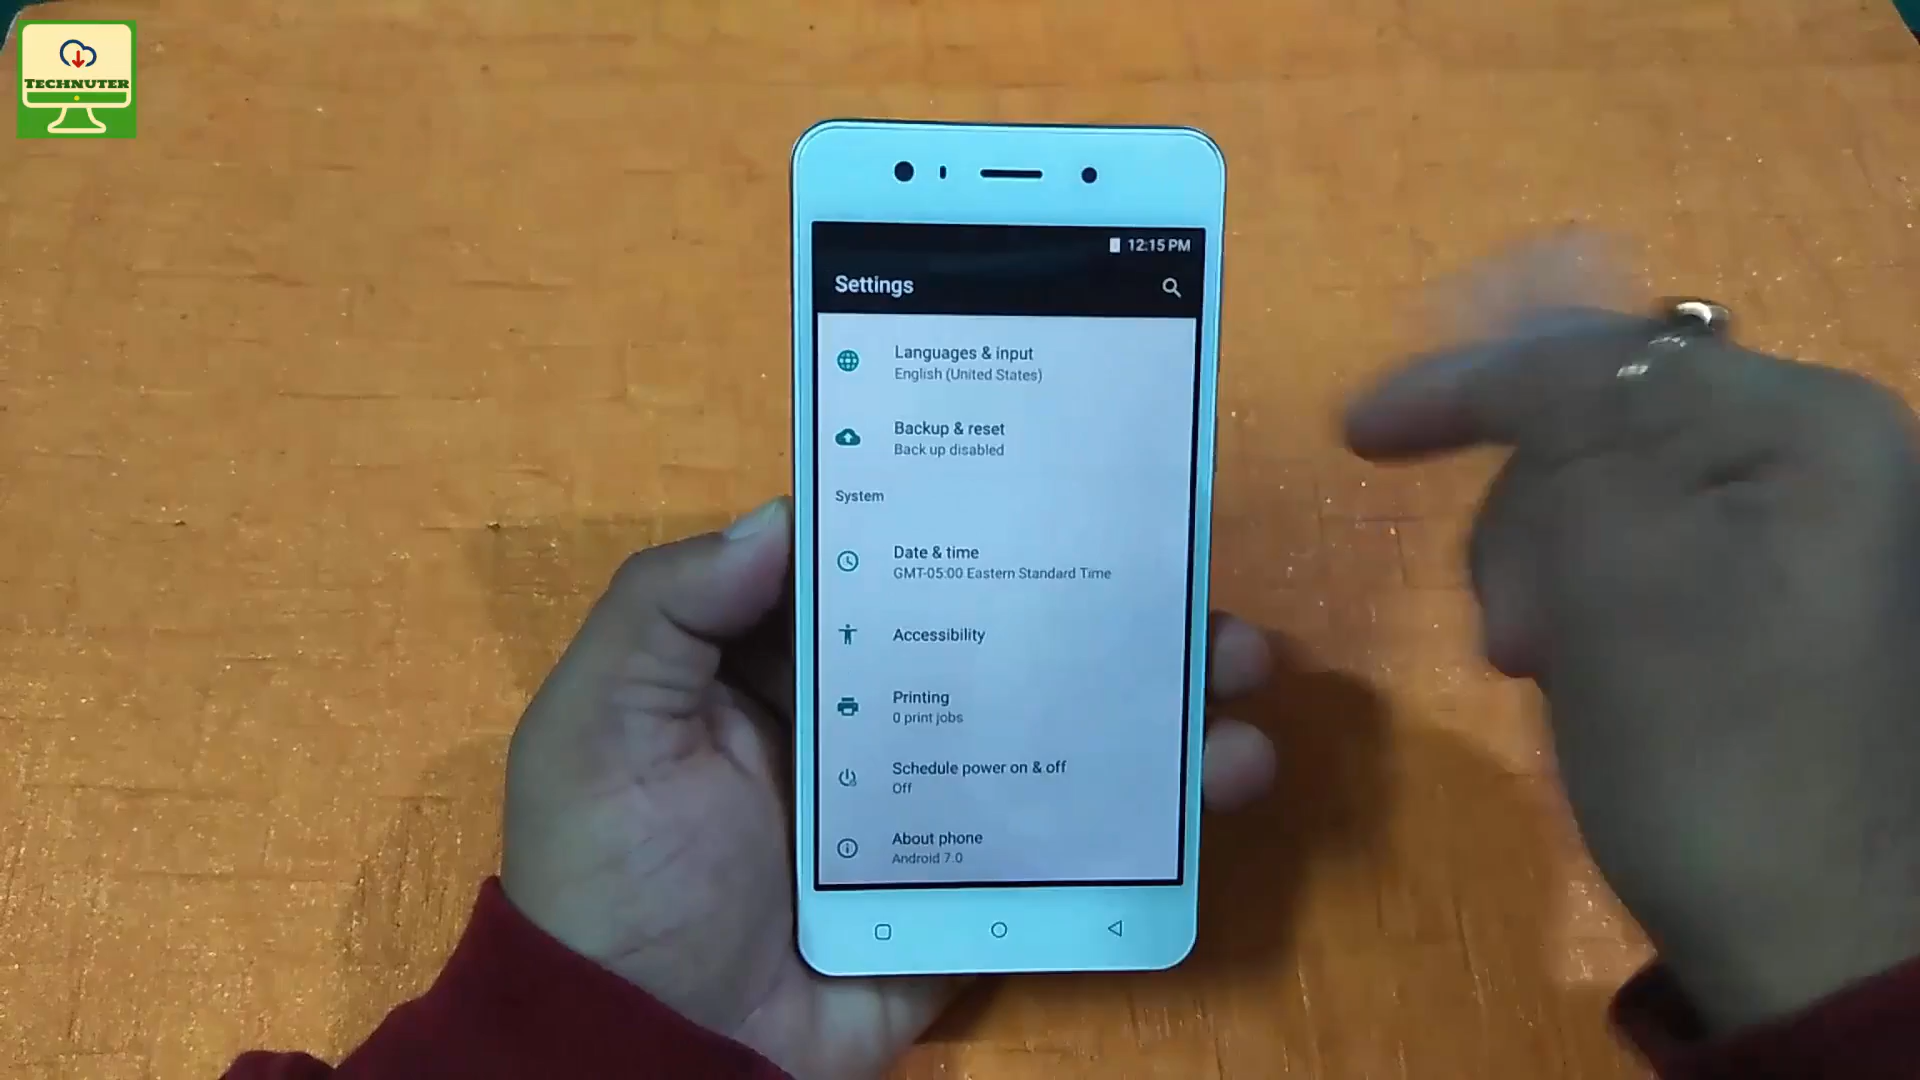 TECHNUTER
12:15 PM
Settings
Languages & input
English (United States)
Backup & reset
Back up disabled
System
Date & time
GMT-05:00 Eastern Standard Time
Accessibility
Printing
0 print jobs
Schedule power on & off
Off
About phone
Android 7.0